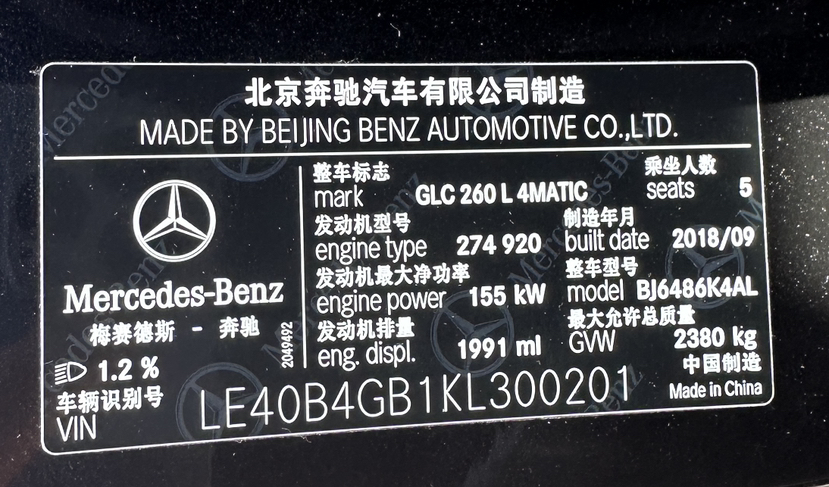 北京奔驰汽车有限公司制造
MADE BY BEIJING BENZ AUTOMOTIVE CO.,LTD.
整车标志
mark GLC 260 L 4MATIC
乘坐人数
seats 5
发动机型号
engine type 274 920
制造年月
built date 2018/09
发动机最大净功率
engine power 155 kW
整车型号
model BJ6486K4AL
发动机排量
eng. displ. 1991 ml
最大允许总质量
GVW 2380 kg
Mercedes-Benz
梅赛德斯 - 奔驰
2049492
1.2 %
车辆识别号
VIN LE40B4GB1KL300201
中国制造
Made in China